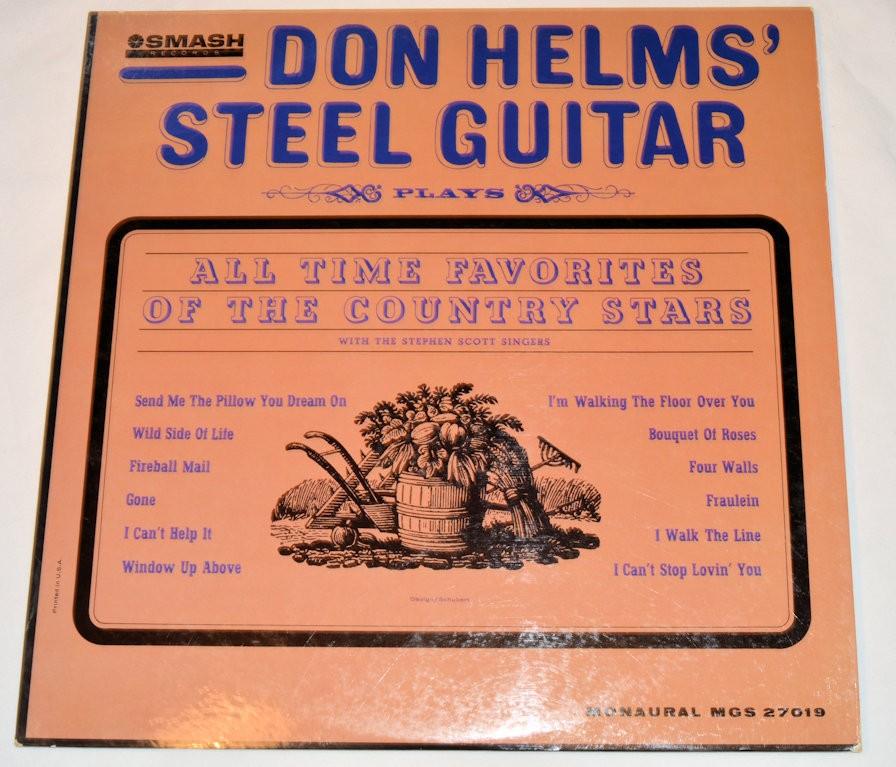 SMASH
RECORDS
DON HELMS'
STEEL GUITAR
PLAYS
ALL TIME FAVORITES
OF THE COUNTRY STARS
WITH THE STEPHEN SCOTT SINGERS
Send Me The Pillow You Dream On
Wild Side Of Life
Fireball Mail
Gone
I Can't Help It
Window Up Above
I'm Walking The Floor Over You
Bouquet Of Roses
Four Walls
Fraulein
I Walk The Line
I Can't Stop Lovin' You
Design/Schubert
Printed in U.S.A.
MONAURAL MGS 27019